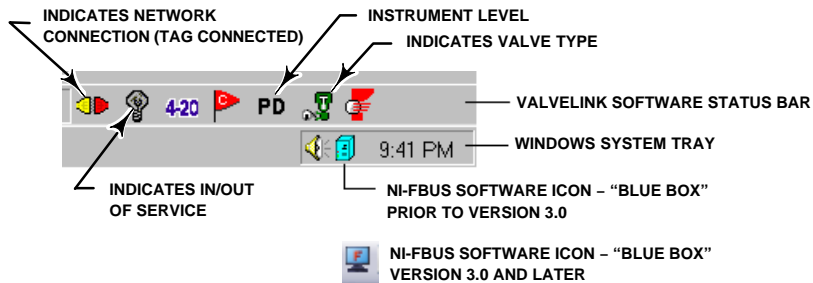 INDICATES NETWORK
CONNECTION (TAG CONNECTED)
INSTRUMENT LEVEL
INDICATES VALVE TYPE
4-20
C
PD
T
VALVELINK SOFTWARE STATUS BAR
9:41 PM
WINDOWS SYSTEM TRAY
INDICATES IN/OUT
OF SERVICE
NI-FBUS SOFTWARE ICON – “BLUE BOX”
PRIOR TO VERSION 3.0
F
NI-FBUS SOFTWARE ICON – “BLUE BOX”
VERSION 3.0 AND LATER